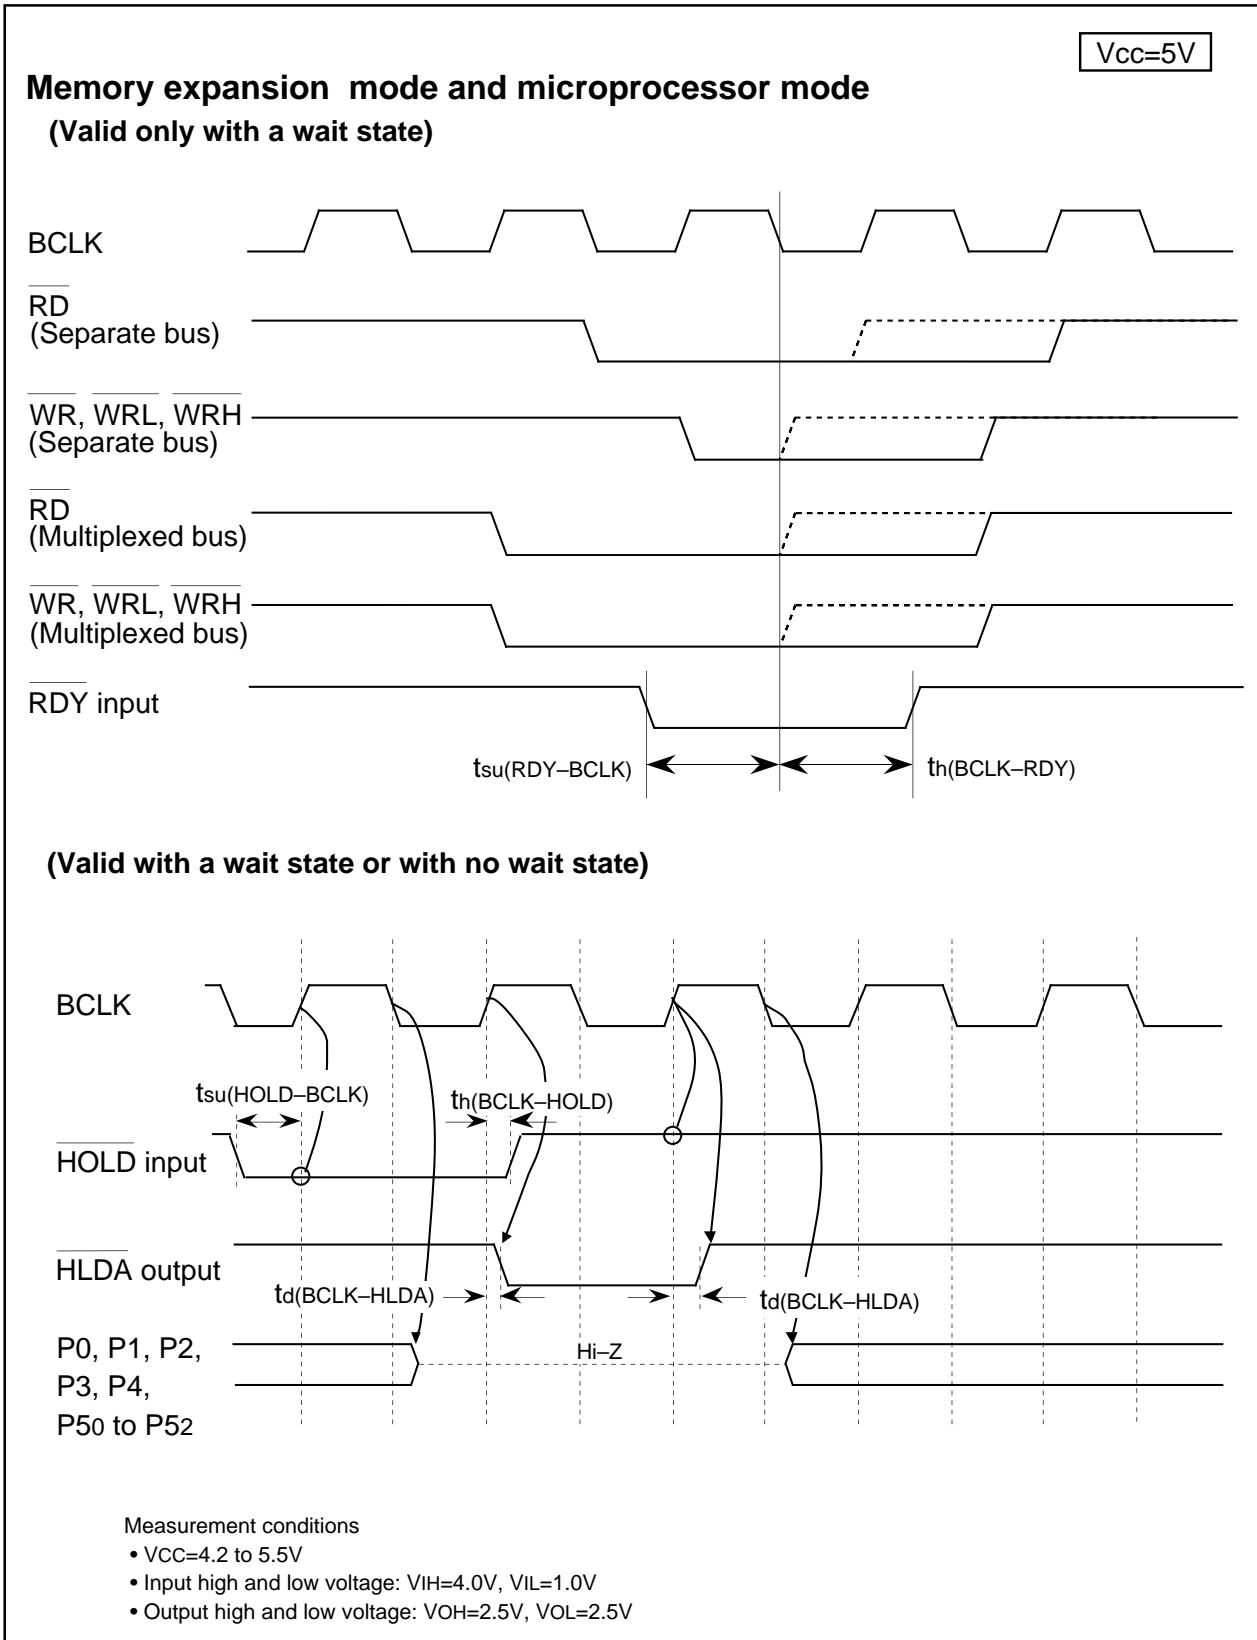 Vcc=5V
Memory expansion mode and microprocessor mode
(Valid only with a wait state)
BCLK
RD
(Separate bus)
WR, WRL, WRH
(Separate bus)
RD
(Multiplexed bus)
WR, WRL, WRH
(Multiplexed bus)
RDY input
tsu(RDY–BCLK)
th(BCLK–RDY)
(Valid with a wait state or with no wait state)
BCLK
tsu(HOLD–BCLK)
th(BCLK–HOLD)
HOLD input
HLDA output
td(BCLK–HLDA)
td(BCLK–HLDA)
P0, P1, P2,
P3, P4,
P50 to P52
Hi–Z
Measurement conditions
• VCC=4.2 to 5.5V
• Input high and low voltage: VIH=4.0V, VIL=1.0V
• Output high and low voltage: VOH=2.5V, VOL=2.5V